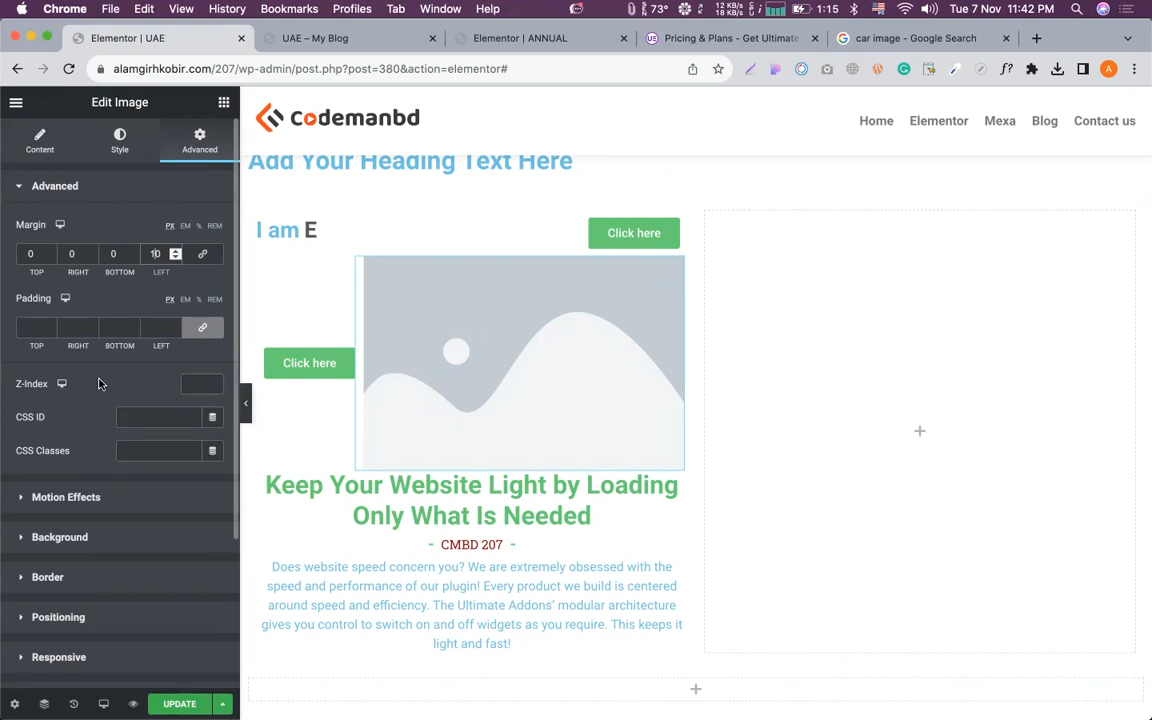 Chrome File Edit View History Bookmarks Profiles Tab Window Help 73° 12 KB/s 18 KB/s 1:15 Tue 7 Nov 11:42 PM
Elementor | UAE UAE – My Blog Elementor | ANNUAL Pricing & Plans - Get Ultimate car image - Google Search
alamgirhkobir.com/207/wp-admin/post.php?post=380&action=elementor#
Edit Image
codemanbd
Home Elementor Mexa Blog Contact us
Content Style Advanced
Add Your Heading Text Here
Advanced
Margin PX EM % REM
I am E
Click here
0 0 0 10
TOP RIGHT BOTTOM LEFT
Padding PX EM % REM
TOP RIGHT BOTTOM LEFT
Click here
Z-Index
CSS ID
CSS Classes
Keep Your Website Light by Loading
Only What Is Needed
Motion Effects
Background
- CMBD 207 -
Does website speed concern you? We are extremely obsessed with the
speed and performance of our plugin! Every product we build is centered
around speed and efficiency. The Ultimate Addons’ modular architecture
gives you control to switch on and off widgets as you require. This keeps it
light and fast!
Border
Positioning
Responsive
UPDATE